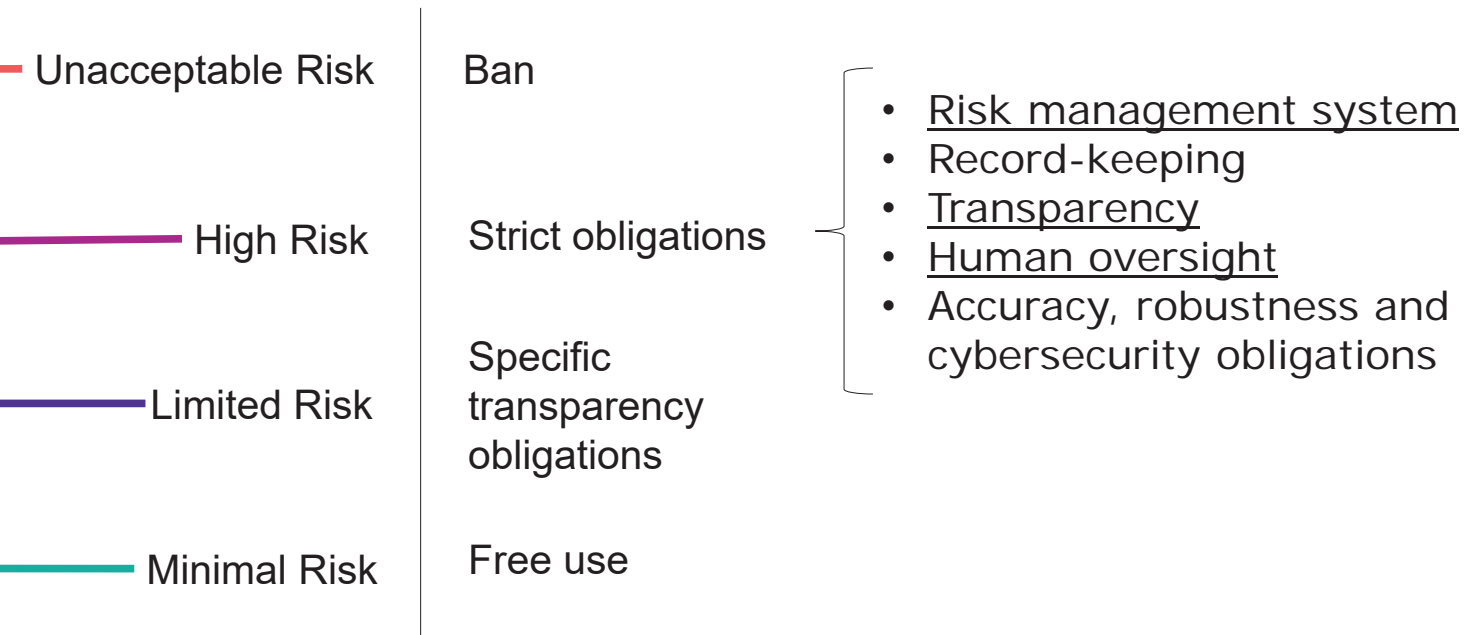 Unacceptable Risk
Ban
• Risk management system
• Record-keeping
• Transparency
• Human oversight
• Accuracy, robustness and
cybersecurity obligations
High Risk
Strict obligations
Limited Risk
Specific
transparency
obligations
Minimal Risk
Free use